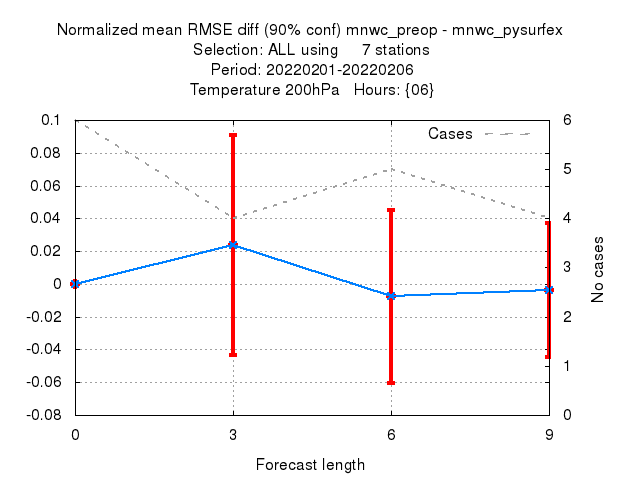 Normalized mean RMSE diff (90% conf) mnwc_preop - mnwc_pysurfex
Selection: ALL using 7 stations
Period: 20220201-20220206
Temperature 200hPa Hours: {06}
Cases
0.1
0.08
0.06
0.04
0.02
0
-0.02
-0.04
-0.06
-0.08
6
5
4
3
2
1
0
No cases
0 3 6 9
Forecast length